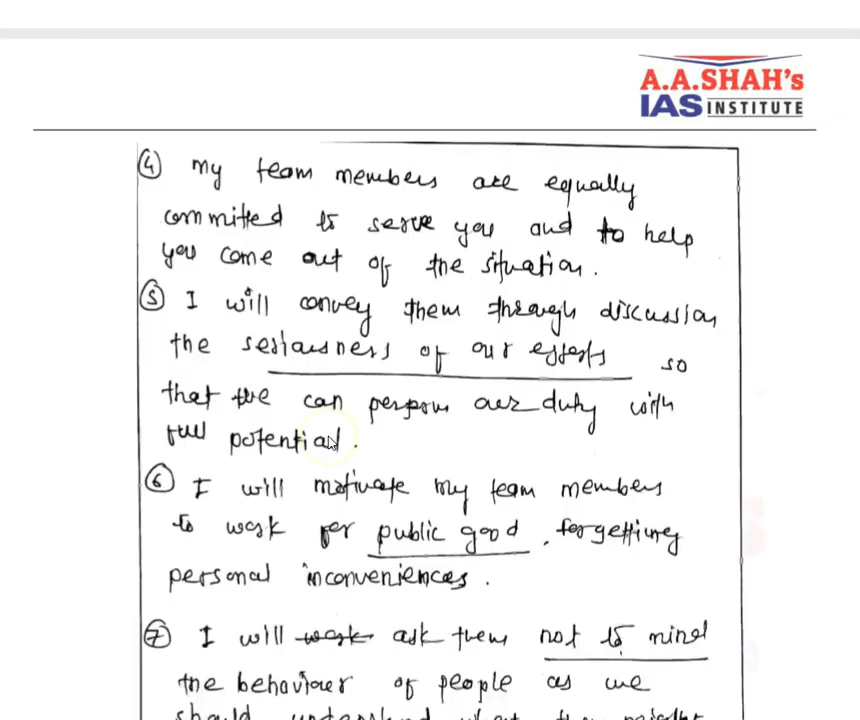 A.A.SHAH's
IAS INSTITUTE
④ My team members are equally
committed to serve you and to help
you come out of the situation.
⑤ I will convey them through discussion
the seriousness of our efforts so
that we can perform our duty with
full potential.
⑥ I will motivate my team members
to work for public good, forgetting
personal inconveniences.
⑦ I will work ask them not to mind
the behaviour of people as we
should understand what